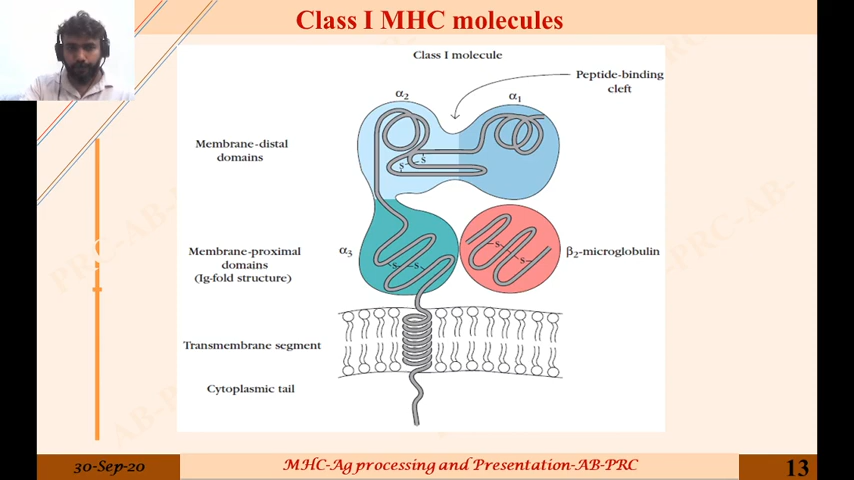 Class I MHC molecules
Class I molecule
Peptide-binding
cleft
α2
α1
Membrane-distal
domains
s
s
Membrane-proximal
domains
(Ig-fold structure)
α3
β2-microglobulin
s
s
s
s
Transmembrane segment
Cytoplasmic tail
30-Sep-20
MHC-Ag processing and Presentation-AB-PRC
13